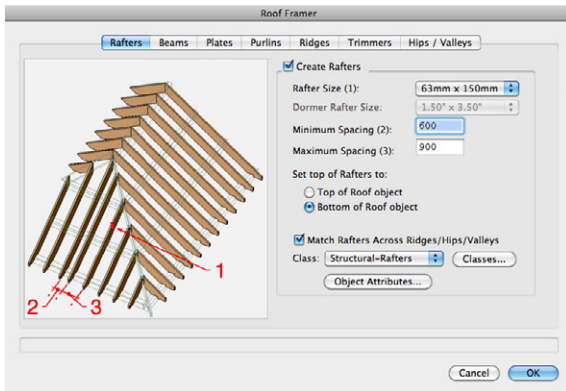 Roof Framer
Rafters Beams Plates Purlins Ridges Trimmers Hips / Valleys
Create Rafters
Rafter Size (1): 63mm x 150mm
Dormer Rafter Size: 1.50" x 3.50"
Minimum Spacing (2): 600
Maximum Spacing (3): 900
Set top of Rafters to:
Top of Roof object
Bottom of Roof object
Match Rafters Across Ridges/Hips/Valleys
Class: Structural-Rafters Classes...
Object Attributes...
1
2 3
Cancel OK